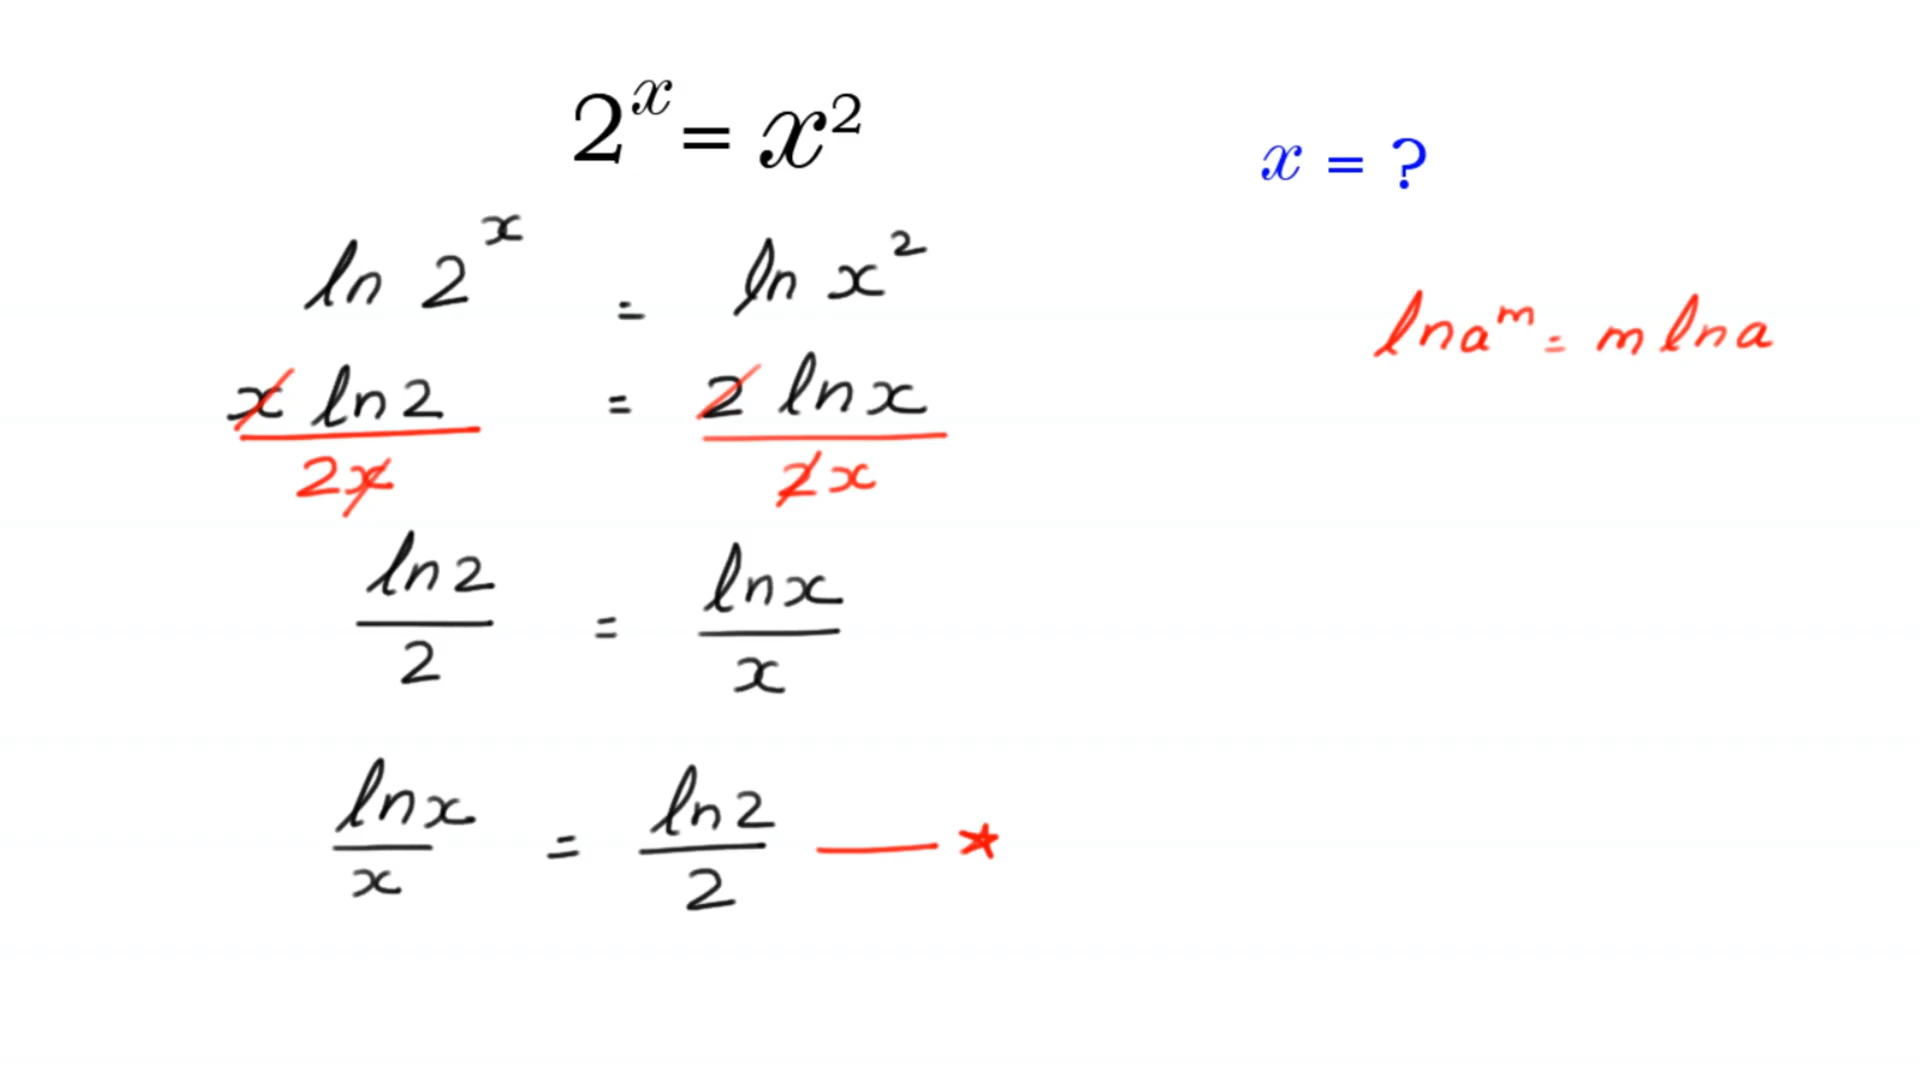 2^x = x^2
x = ?
ln 2^x = ln x^2
ln a^m = m ln a
x ln 2 / 2x = 2 ln x / 2x
ln 2 / 2 = ln x / x
ln x / x = ln 2 / 2 — *